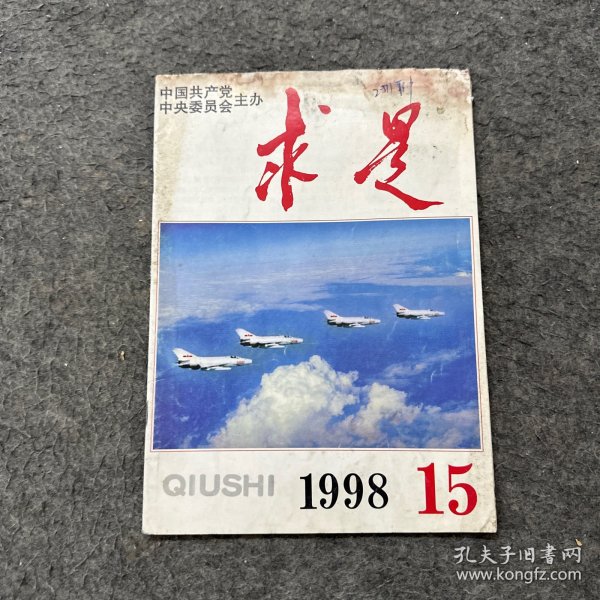 中国共产党
中央委员会主办
求是
QIUSHI 1998 15
孔夫子旧书网
www.kongfz.com